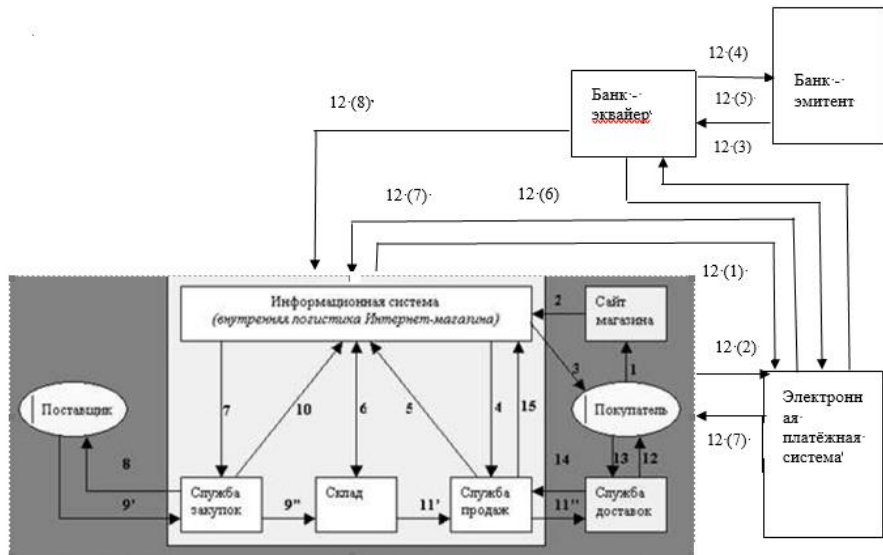 12 (4)
Банк -
эмитент
Банк -
эквайер
12 (5)
12 (8)
12 (3)
12 (7)
12 (6)
12 (1)
Информационная система
(внутренняя логистика Интернет-магазина)
2
Сайт
магазина
12 (2)
3
1
Поставщик
7
10
6
5
4
15
Покупатель
Электронн
ая
платёжная
система
12 (7)
8
14
13
12
9'
Служба
закупок
9"
Склад
11'
Служба
продаж
11"
Служба
доставок